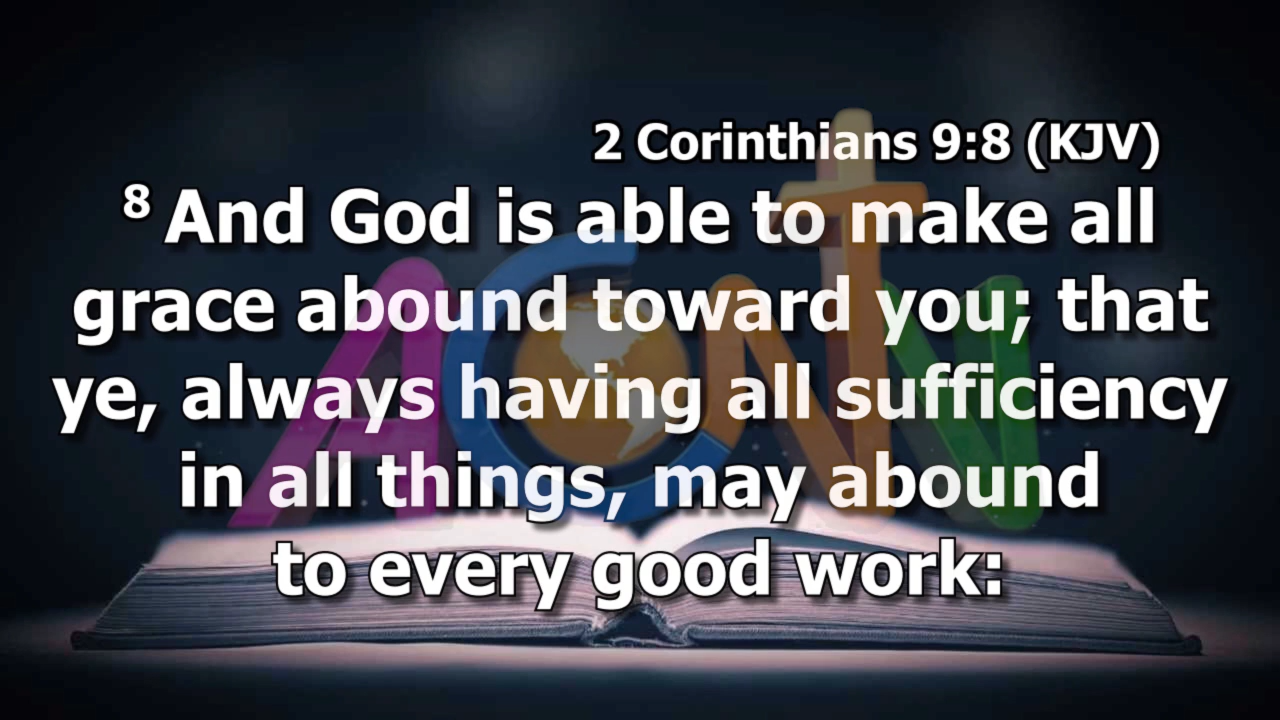 2 Corinthians 9:8 (KJV)
8 And God is able to make all
grace abound toward you; that
ye, always having all sufficiency
in all things, may abound
to every good work:
ACNTV